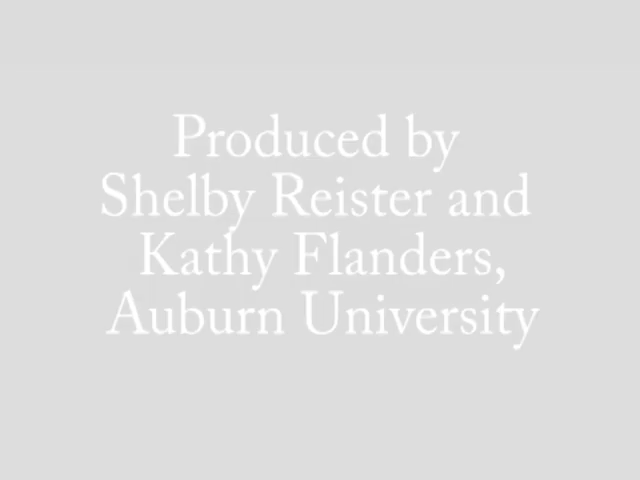 Produced by
Shelby Reister and
Kathy Flanders,
Auburn University